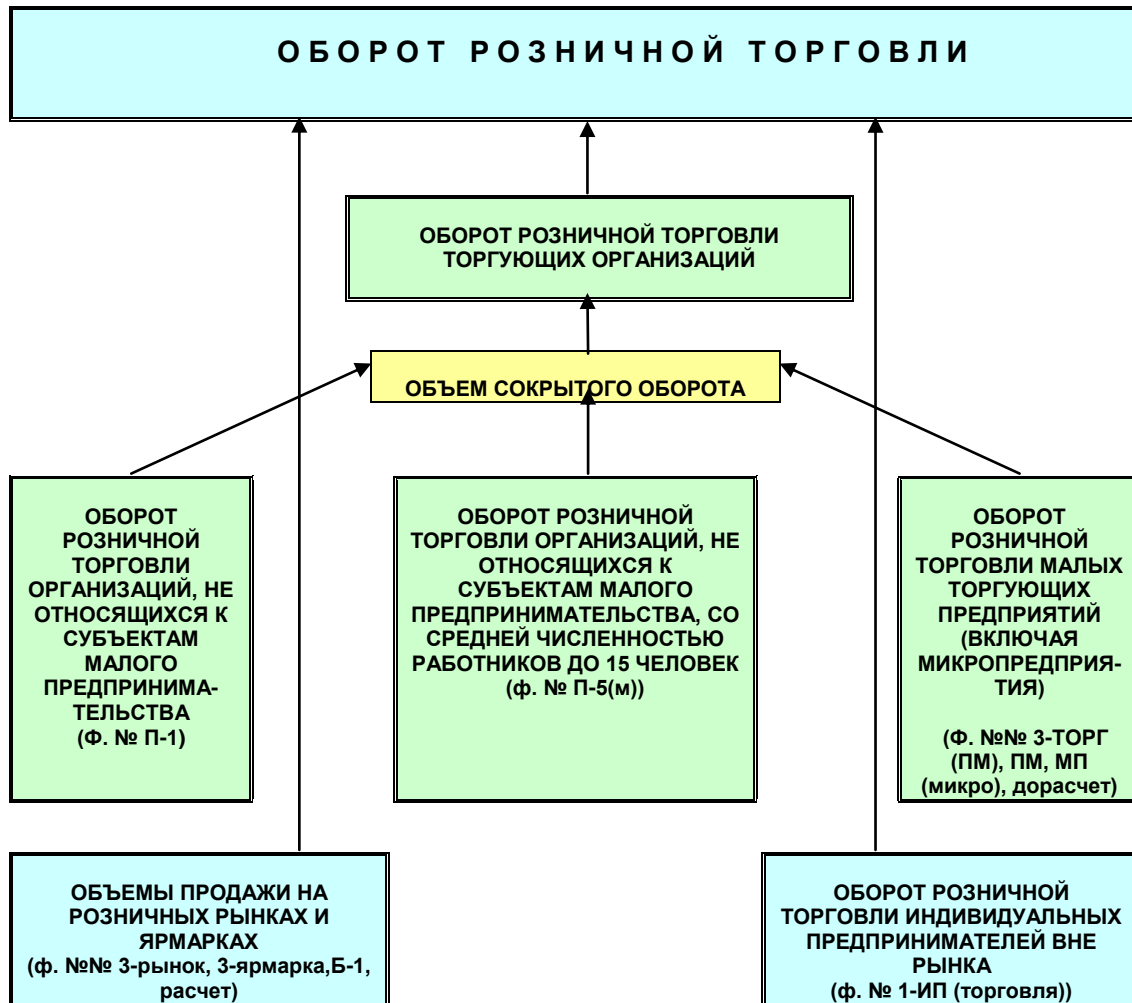 ОБОРОТ РОЗНИЧНОЙ ТОРГОВЛИ
ОБОРОТ РОЗНИЧНОЙ ТОРГОВЛИ
ТОРГУЮЩИХ ОРГАНИЗАЦИЙ
ОБЪЕМ СОКРЫТОГО ОБОРОТА
ОБОРОТ
РОЗНИЧНОЙ
ТОРГОВЛИ
ОРГАНИЗАЦИЙ, НЕ
ОТНОСЯЩИХСЯ К
СУБЪЕКТАМ
МАЛОГО
ПРЕДПРИНИМА-
ТЕЛЬСТВА
(Ф. № П-1)
ОБОРОТ РОЗНИЧНОЙ
ТОРГОВЛИ ОРГАНИЗАЦИЙ, НЕ
ОТНОСЯЩИХСЯ К
СУБЪЕКТАМ МАЛОГО
ПРЕДПРИНИМАТЕЛЬСТВА, СО
СРЕДНЕЙ ЧИСЛЕННОСТЬЮ
РАБОТНИКОВ ДО 15 ЧЕЛОВЕК
(ф. № П-5(м))
ОБОРОТ
РОЗНИЧНОЙ
ТОРГОВЛИ МАЛЫХ
ТОРГУЮЩИХ
ПРЕДПРИЯТИЙ
(ВКЛЮЧАЯ
МИКРОПРЕДПРИЯ-
ТИЯ)
(Ф. №№ 3-ТОРГ
(ПМ), ПМ, МП
(микро), дорасчет)
ОБЪЕМЫ ПРОДАЖИ НА
РОЗНИЧНЫХ РЫНКАХ И
ЯРМАРКАХ
(ф. №№ 3-рынок, 3-ярмарка,Б-1,
расчет)
ОБОРОТ РОЗНИЧНОЙ
ТОРГОВЛИ ИНДИВИДУАЛЬНЫХ
ПРЕДПРИНИМАТЕЛЕЙ ВНЕ
РЫНКА
(ф. № 1-ИП (торговля))